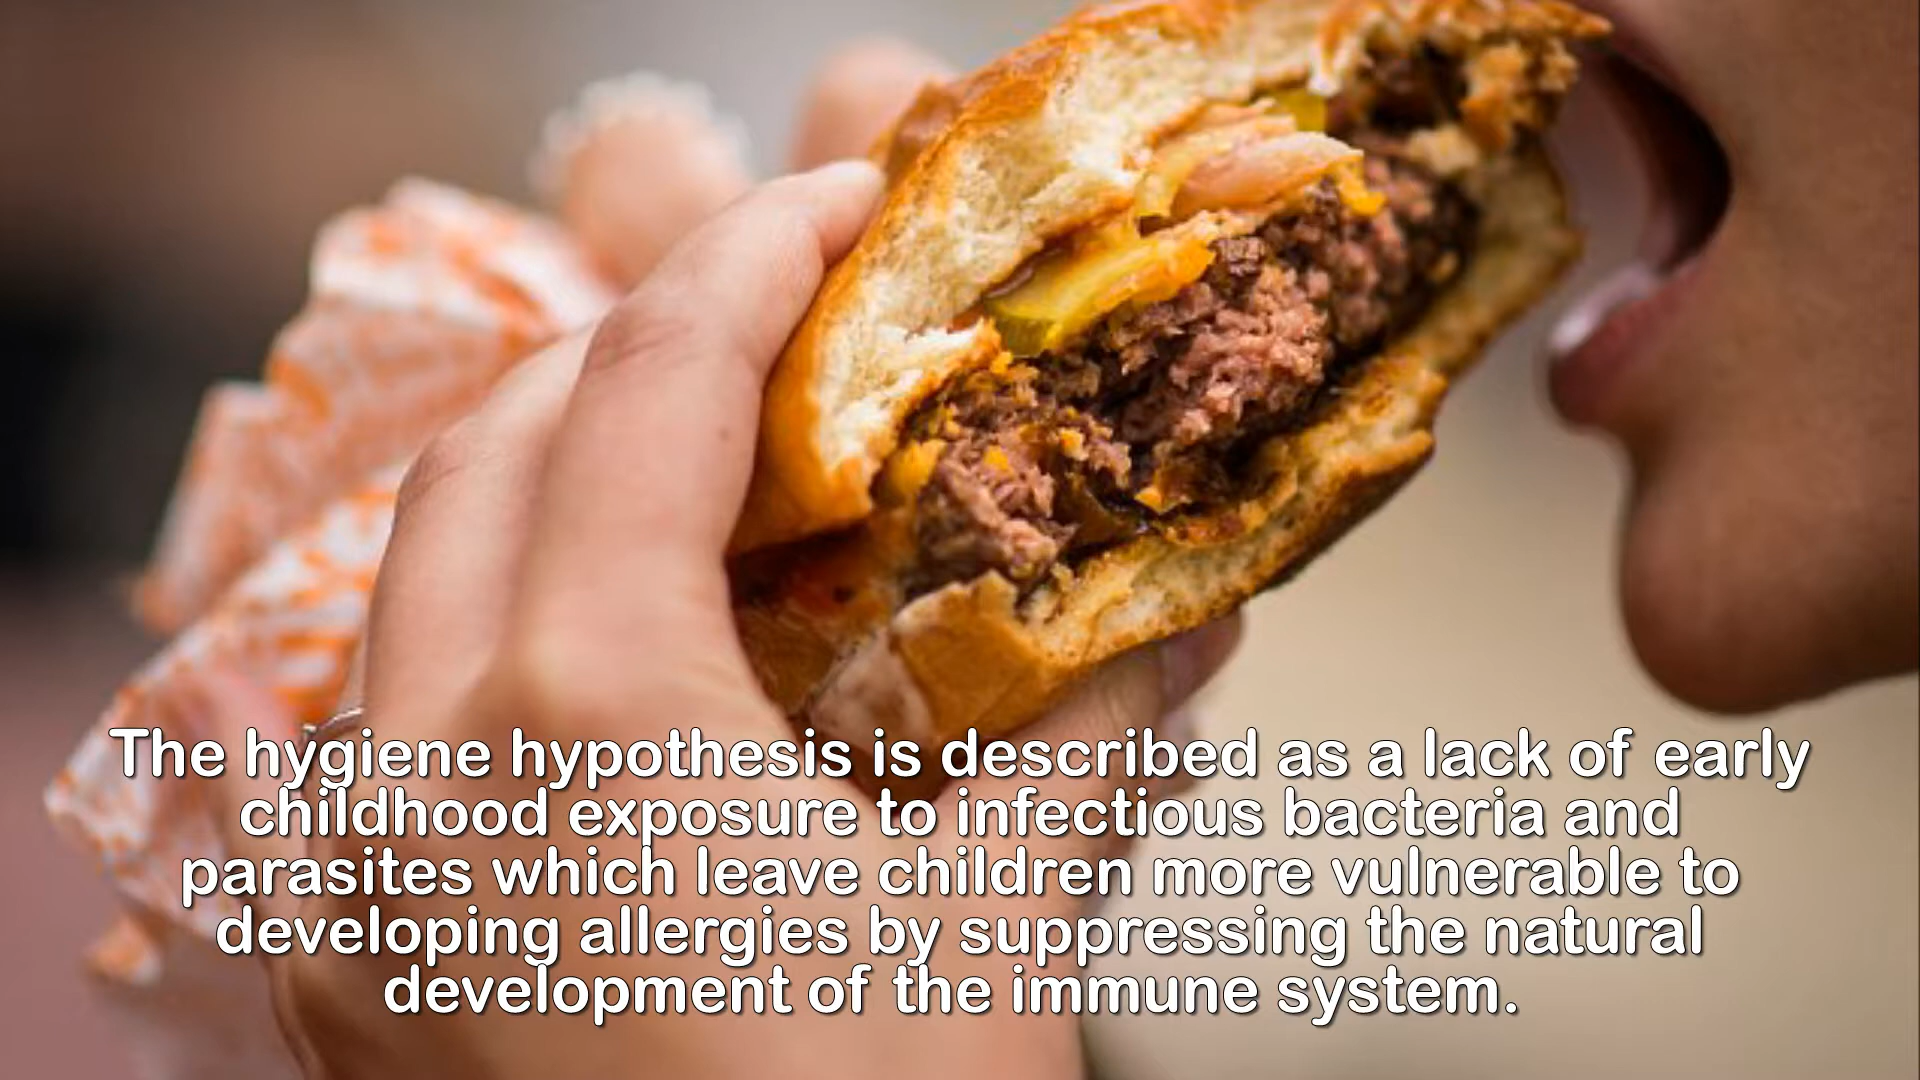 The hygiene hypothesis is described as a lack of early
childhood exposure to infectious bacteria and
parasites which leave children more vulnerable to
developing allergies by suppressing the natural
development of the immune system.